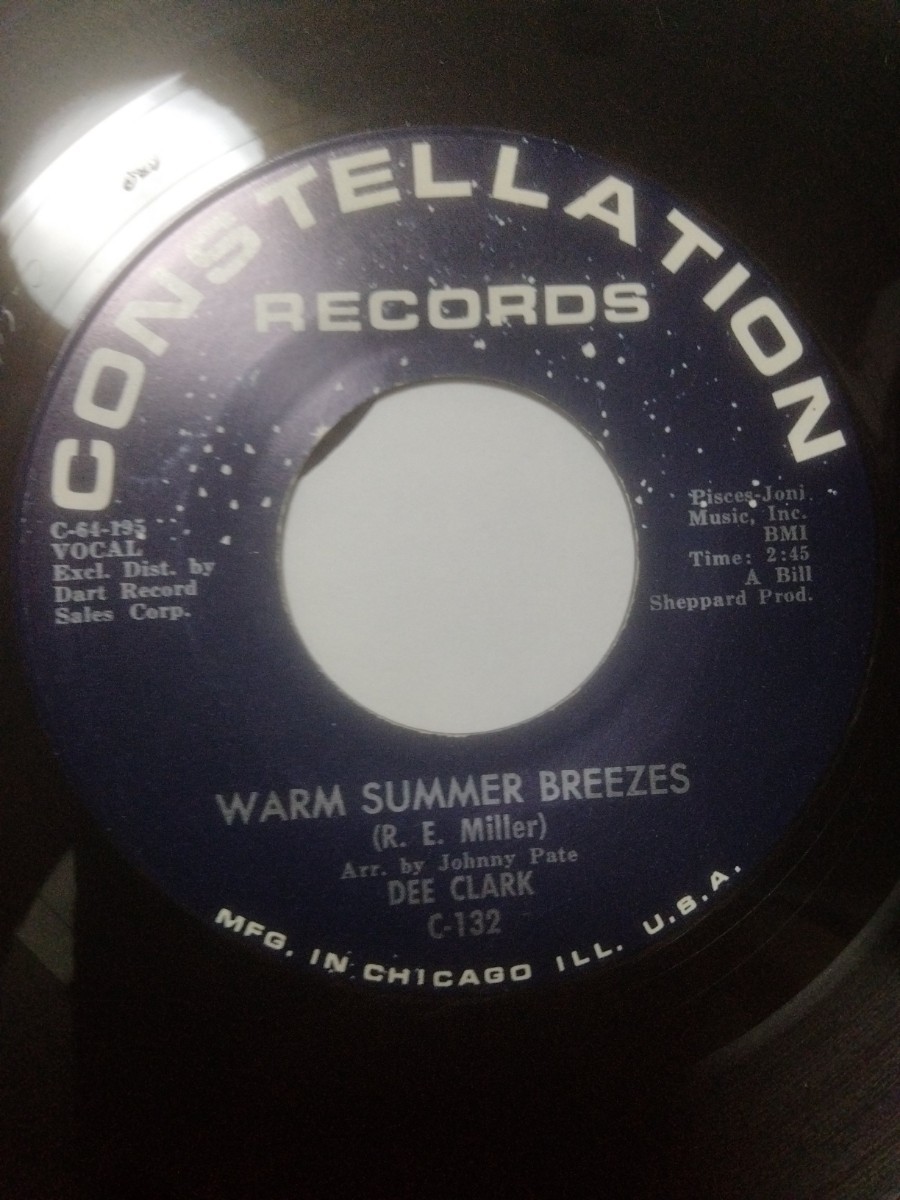 CONSTELLATION
RECORDS
C-64-195
VOCAL
Excl. Dist. by
Dart Record
Sales Corp.
Pisces-Joni
Music, Inc.
BMI
Time: 2:45
A Bill
Sheppard Prod.
WARM SUMMER BREEZES
(R. E. Miller)
Arr. by Johnny Pate
DEE CLARK
C-132
MFG. IN CHICAGO ILL. U.S.A.